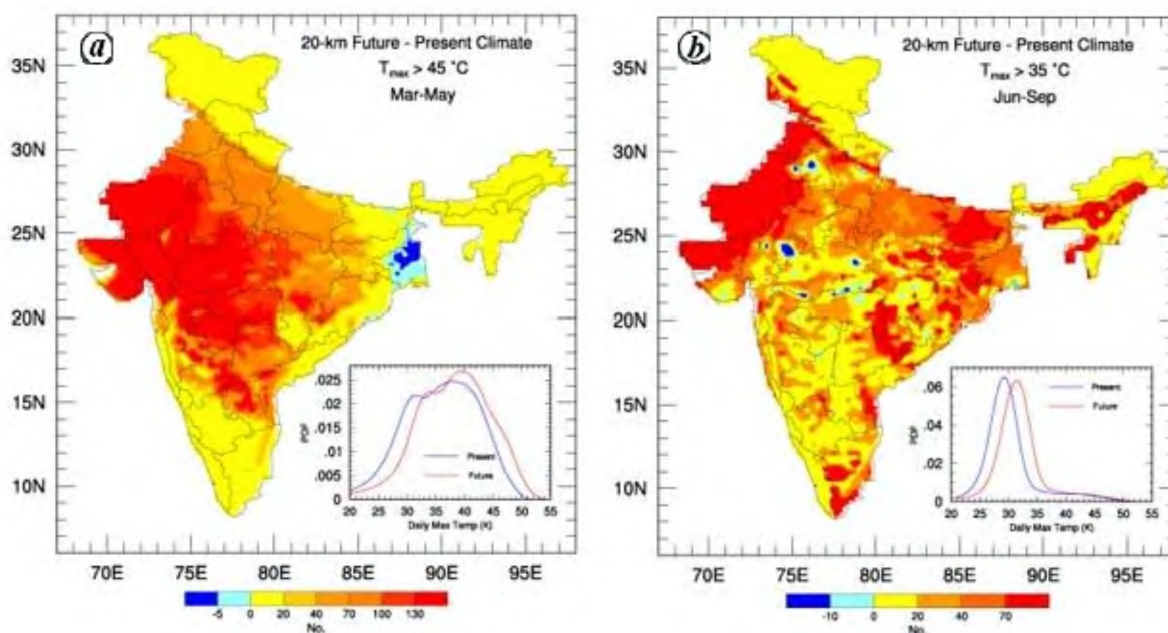 a
20-km Future - Present Climate
Tmax > 45 °C
Mar-May
35N
30N
25N
20N
15N
10N
70E 75E 80E 85E 90E 95E
-5 0 20 40 70 100 130
No.
PDF
.025
.02
.015
.01
.005
0
Present
Future
20 25 30 35 40 45 50 55
Daily Max Temp (K)
b
20-km Future - Present Climate
Tmax > 35 °C
Jun-Sep
35N
30N
25N
20N
15N
10N
70E 75E 80E 85E 90E 95E
-10 0 20 40 70
No.
PDF
.06
.04
.02
0
Present
Future
20 25 30 35 40 45 50 55
Daily Max Temp (K)